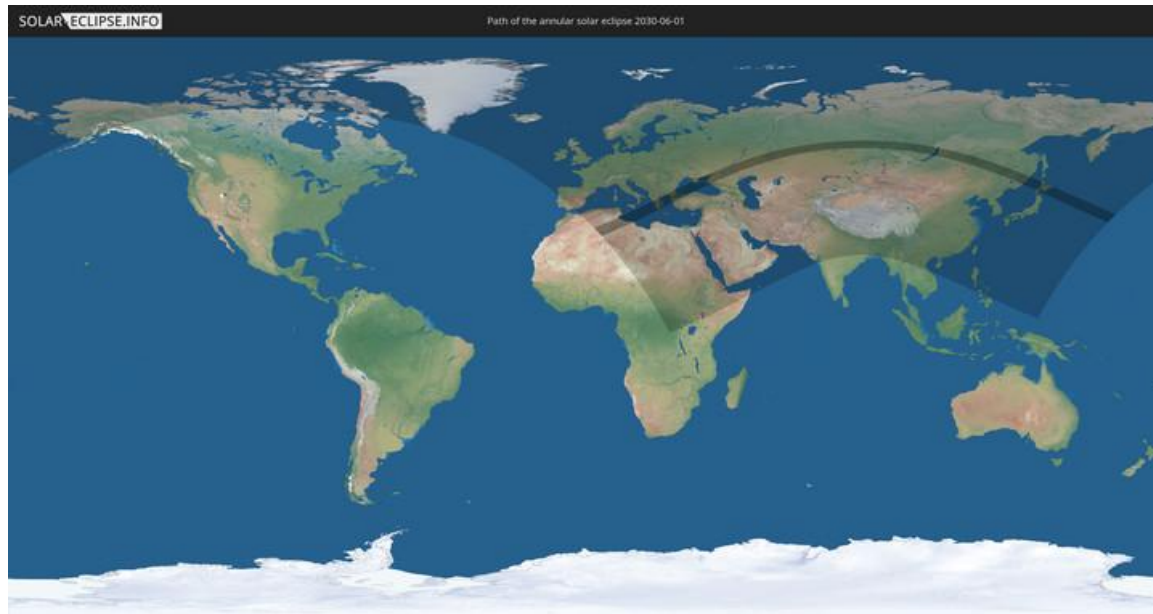 SOLAR ECLIPSE.INFO
Path of the annular solar eclipse 2030-06-01